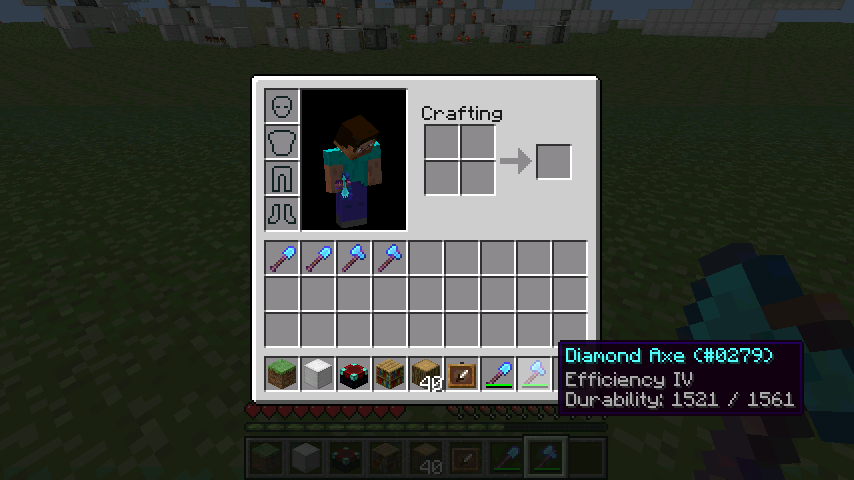 Crafting
40
Diamond Axe (#0279)
Efficiency IV
Durability: 1521 / 1561
40